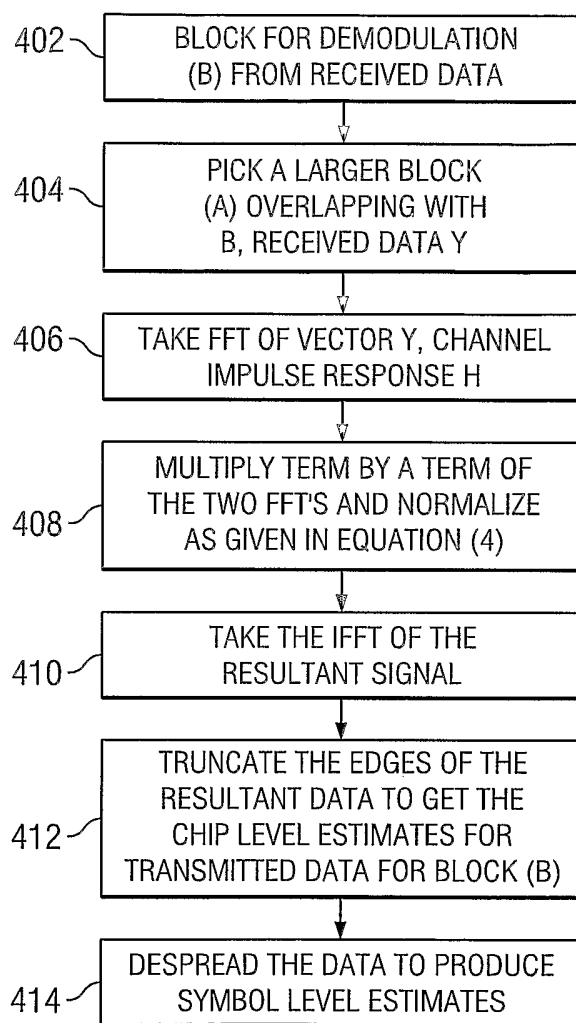 402
BLOCK FOR DEMODULATION
(B) FROM RECEIVED DATA
404
PICK A LARGER BLOCK
(A) OVERLAPPING WITH
B, RECEIVED DATA Y
406
TAKE FFT OF VECTOR Y, CHANNEL
IMPULSE RESPONSE H
408
MULTIPLY TERM BY A TERM OF
THE TWO FFT'S AND NORMALIZE
AS GIVEN IN EQUATION (4)
410
TAKE THE IFFT OF THE
RESULTANT SIGNAL
412
TRUNCATE THE EDGES OF THE
RESULTANT DATA TO GET THE
CHIP LEVEL ESTIMATES FOR
TRANSMITTED DATA FOR BLOCK (B)
414
DESPREAD THE DATA TO PRODUCE
SYMBOL LEVEL ESTIMATES